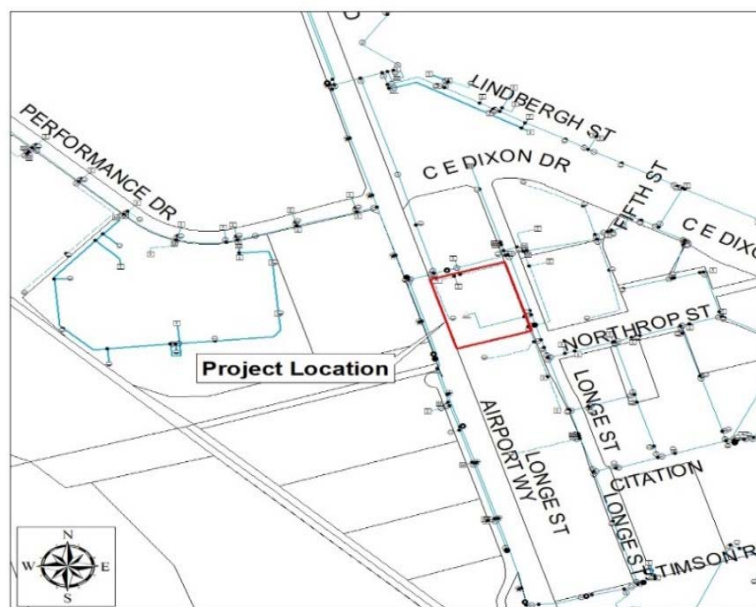 LINDBERGH ST
PERFORMANCE DR
C E DIXON DR
FIFTH ST
C E DIXO
NORTHROP ST
Project Location
LONGE ST
AIRPORT WY
LONGE ST
CITATION
LONGE ST
STIMSON R
N
W
E
S